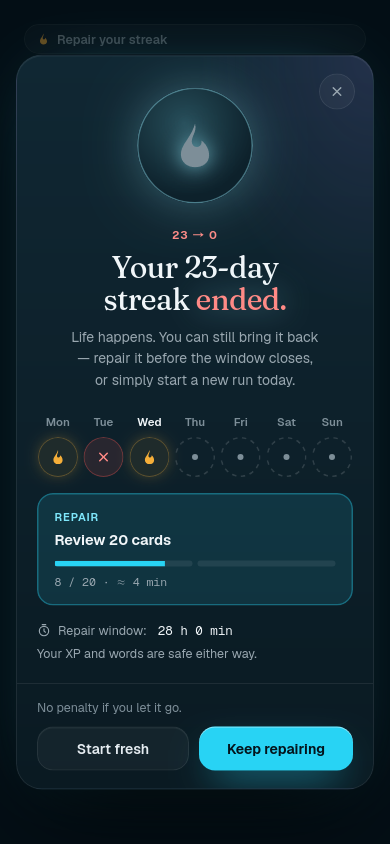 Repair your streak
23 → 0
Your 23-day
streak ended.
Life happens. You can still bring it back
— repair it before the window closes,
or simply start a new run today.
Mon Tue Wed Thu Fri Sat Sun
REPAIR
Review 20 cards
8 / 20 · ≈ 4 min
Repair window: 28 h 0 min
Your XP and words are safe either way.
No penalty if you let it go.
Start fresh Keep repairing